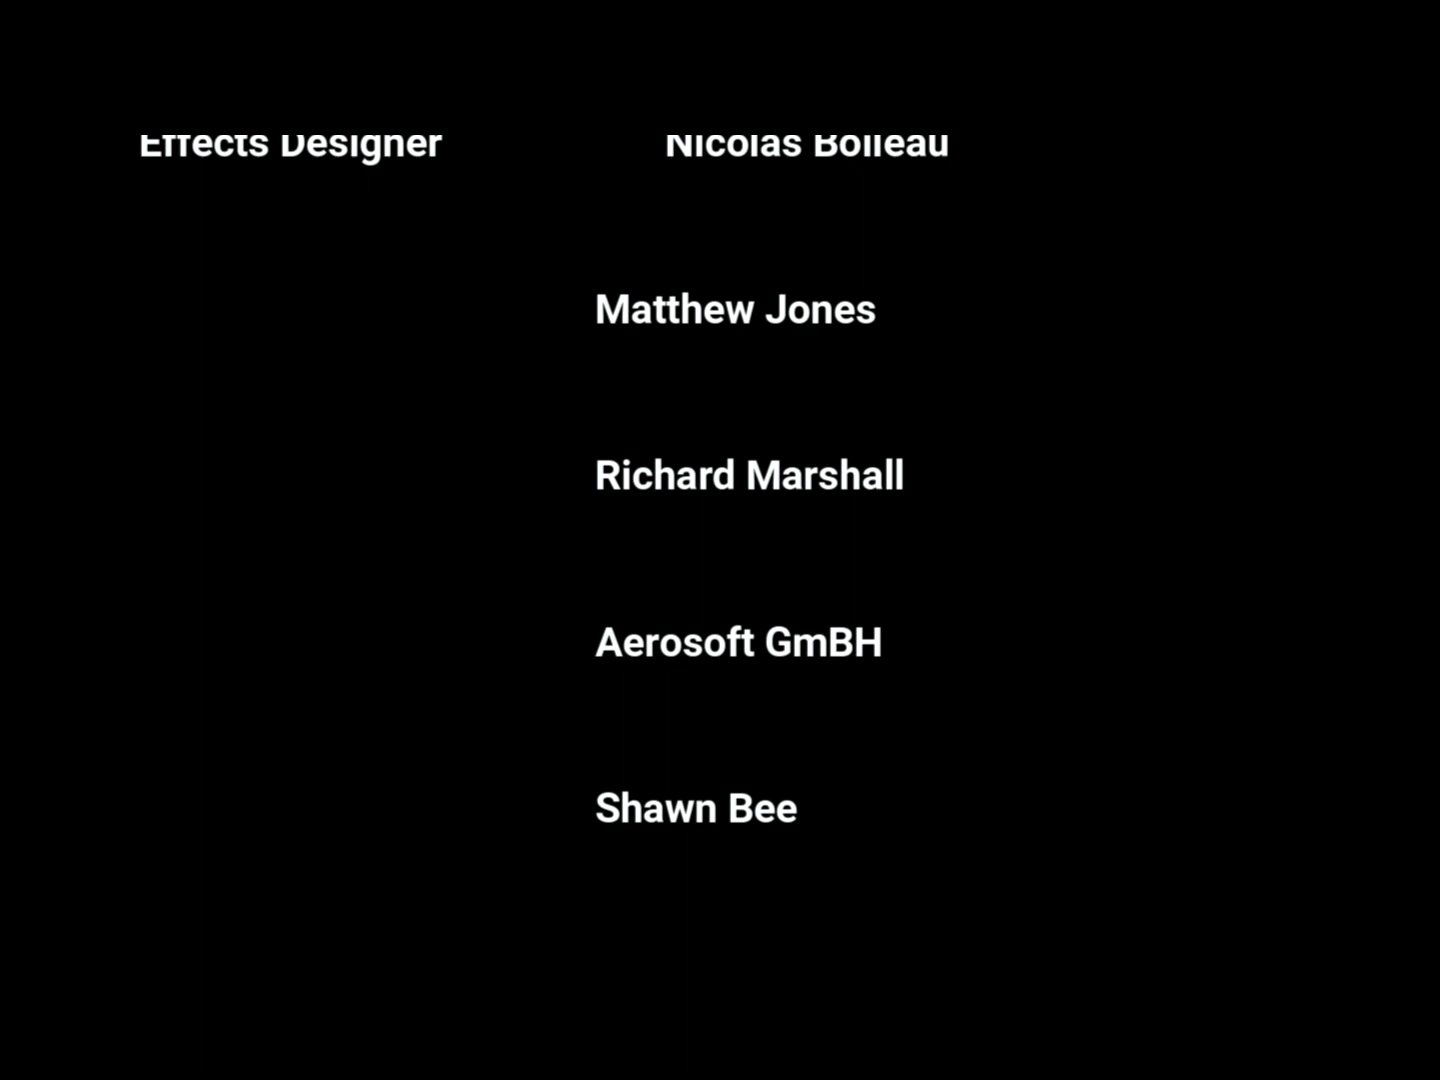 Effects Designer Nicolas Boileau
Matthew Jones
Richard Marshall
Aerosoft GmBH
Shawn Bee